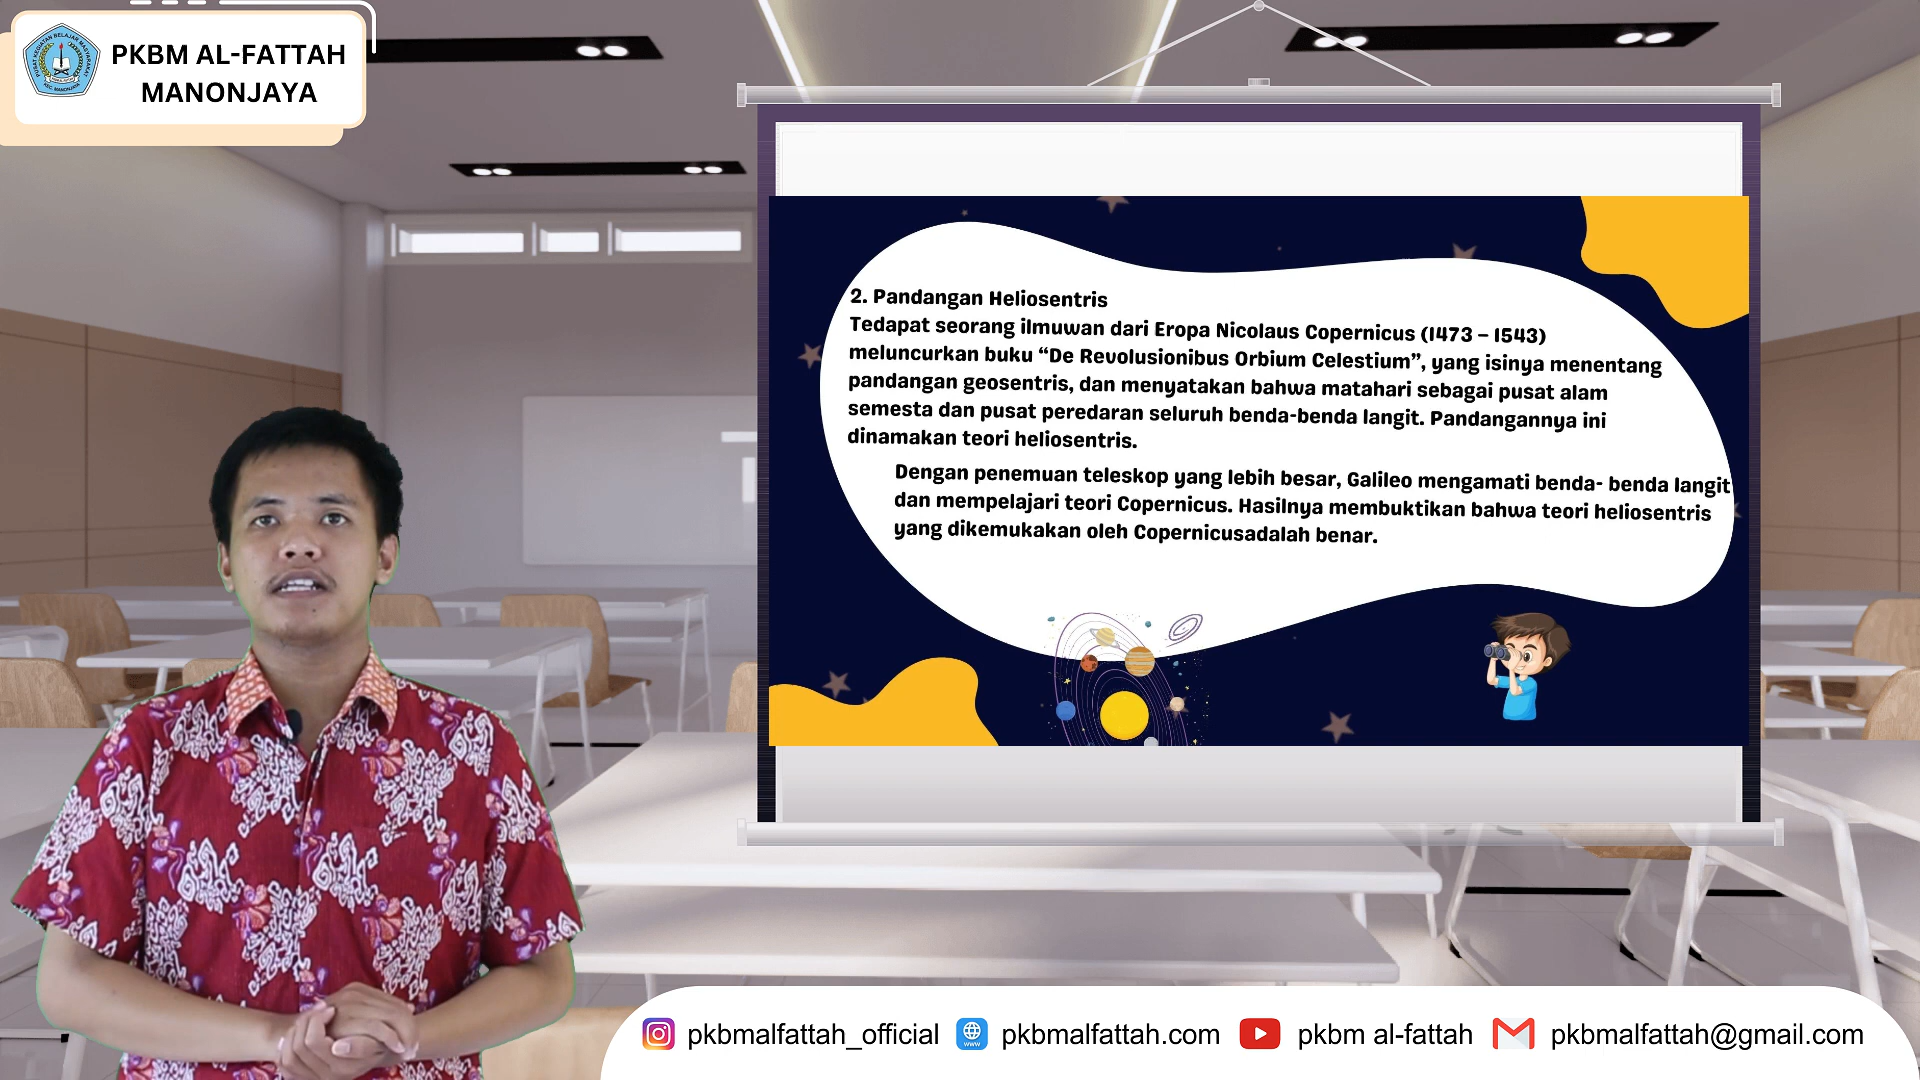 PKBM AL-FATTAH
MANONJAYA
2. Pandangan Heliosentris
Tedapat seorang ilmuwan dari Eropa Nicolaus Copernicus (1473 – 1543)
meluncurkan buku “De Revolusionibus Orbium Celestium”, yang isinya menentang
pandangan geosentris, dan menyatakan bahwa matahari sebagai pusat alam
semesta dan pusat peredaran seluruh benda-benda langit. Pandangannya ini
dinamakan teori heliosentris.
Dengan penemuan teleskop yang lebih besar, Galileo mengamati benda- benda langit
dan mempelajari teori Copernicus. Hasilnya membuktikan bahwa teori heliosentris
yang dikemukakan oleh Copernicusadalah benar.
pkbmalfattah_official
www
pkbmalfattah.com
pkbm al-fattah
pkbmalfattah@gmail.com